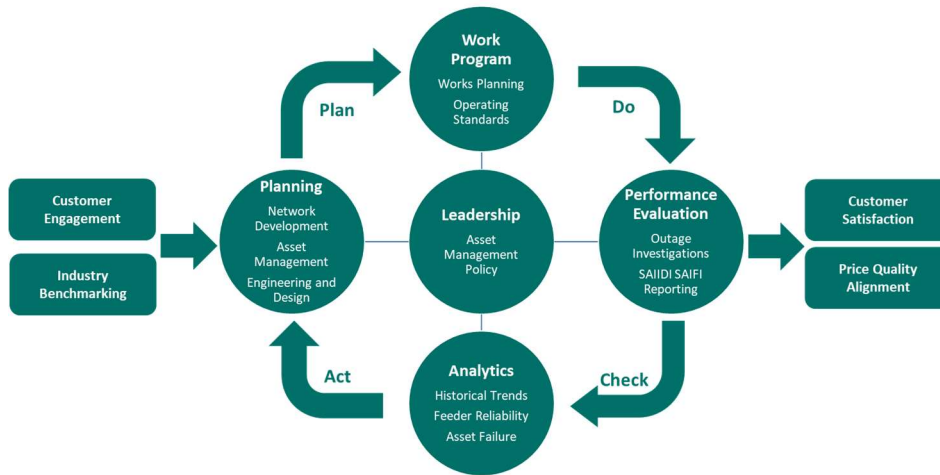 Work
Program
Works Planning
Operating
Standards
Plan
Do
Customer
Engagement
Industry
Benchmarking
Planning
Network
Development
Asset
Management
Engineering and
Design
Leadership
Asset
Management
Policy
Performance
Evaluation
Outage
Investigations
SAIIDI SAIFI
Reporting
Customer
Satisfaction
Price Quality
Alignment
Act
Check
Analytics
Historical Trends
Feeder Reliability
Asset Failure